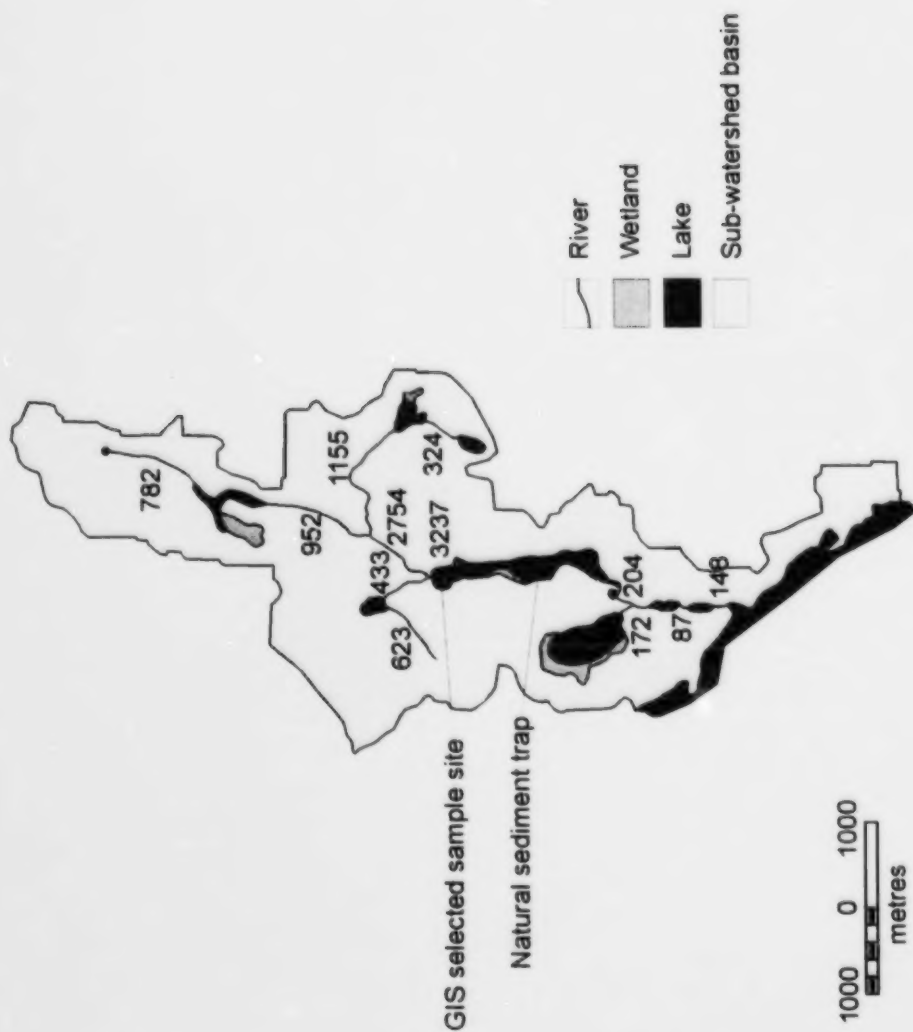 782
952
1155
324
2754
3237
433
623
GIS selected sample site
Natural sediment trap
204
172
87
148
River
Wetland
Lake
Sub-watershed basin
1000 0 1000
metres